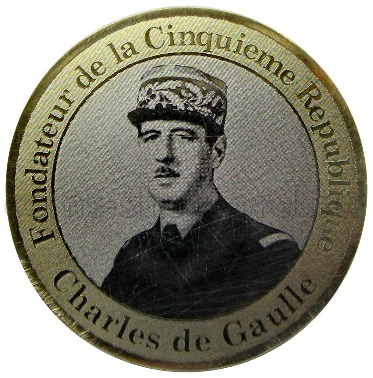 Fondateur de la Cinquieme Republique
Charles de Gaulle